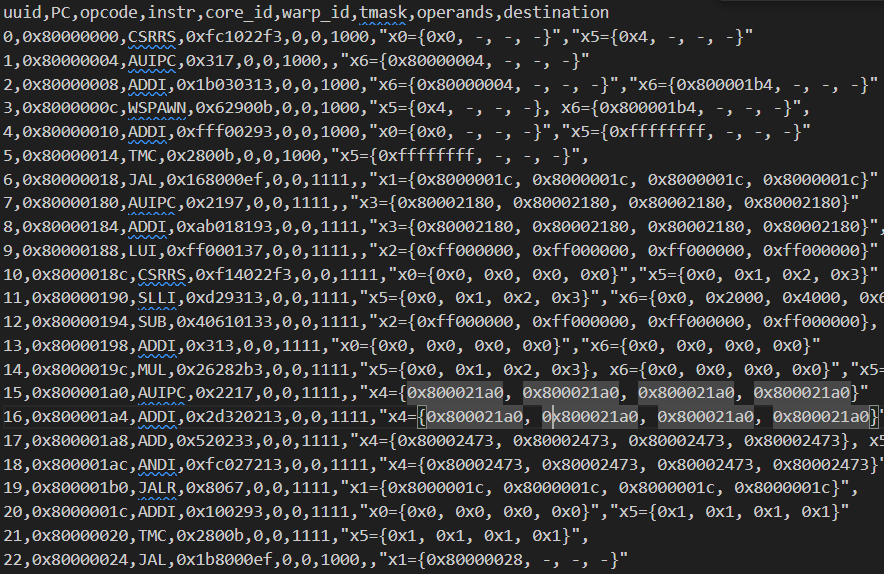 uuid,PC,opcode,instr,core_id,warp_id,tmask,operands,destination
0,0x80000000,CSRRS,0xfc1022f3,0,0,1000,"x0={0x0, -, -, -}","x5={0x4, -, -, -}"
1,0x80000004,AUIPC,0x317,0,0,1000,,"x6={0x80000004, -, -, -}"
2,0x80000008,ADDI,0x1b030313,0,0,1000,"x6={0x80000004, -, -, -}","x6={0x800001b4, -, -, -}"
3,0x8000000c,WSPAWN,0x62900b,0,0,1000,"x5={0x4, -, -, -}, x6={0x800001b4, -, -, -}",
4,0x80000010,ADDI,0xfff00293,0,0,1000,"x0={0x0, -, -, -}","x5={0xffffffff, -, -, -}"
5,0x80000014,TMC,0x2800b,0,0,1000,"x5={0xffffffff, -, -, -}",
6,0x80000018,JAL,0x168000ef,0,0,1111,,"x1={0x8000001c, 0x8000001c, 0x8000001c, 0x8000001c}"
7,0x80000180,AUIPC,0x2197,0,0,1111,,"x3={0x80002180, 0x80002180, 0x80002180, 0x80002180}"
8,0x80000184,ADDI,0xab018193,0,0,1111,"x3={0x80002180, 0x80002180, 0x80002180, 0x80002180}",
9,0x80000188,LUI,0xff000137,0,0,1111,,"x2={0xff000000, 0xff000000, 0xff000000, 0xff000000}"
10,0x8000018c,CSRRS,0xf14022f3,0,0,1111,"x0={0x0, 0x0, 0x0, 0x0}","x5={0x0, 0x1, 0x2, 0x3}"
11,0x80000190,SLLI,0xd29313,0,0,1111,"x5={0x0, 0x1, 0x2, 0x3}","x6={0x0, 0x2000, 0x4000, 0x6
12,0x80000194,SUB,0x40610133,0,0,1111,"x2={0xff000000, 0xff000000, 0xff000000, 0xff000000},
13,0x80000198,ADDI,0x313,0,0,1111,"x0={0x0, 0x0, 0x0, 0x0}","x6={0x0, 0x0, 0x0, 0x0}"
14,0x8000019c,MUL,0x26282b3,0,0,1111,"x5={0x0, 0x1, 0x2, 0x3}, x6={0x0, 0x0, 0x0, 0x0}","x5=
15,0x800001a0,AUIPC,0x2217,0,0,1111,,"x4={0x800021a0, 0x800021a0, 0x800021a0, 0x800021a0}"
16,0x800001a4,ADDI,0x2d320213,0,0,1111,"x4={0x800021a0, 0x800021a0, 0x800021a0, 0x800021a0}"
17,0x800001a8,ADD,0x520233,0,0,1111,"x4={0x80002473, 0x80002473, 0x80002473, 0x80002473}, x5
18,0x800001ac,ANDI,0xfc027213,0,0,1111,"x4={0x80002473, 0x80002473, 0x80002473, 0x80002473}"
19,0x800001b0,JALR,0x8067,0,0,1111,"x1={0x8000001c, 0x8000001c, 0x8000001c, 0x8000001c}",
20,0x8000001c,ADDI,0x100293,0,0,1111,"x0={0x0, 0x0, 0x0, 0x0}","x5={0x1, 0x1, 0x1, 0x1}"
21,0x80000020,TMC,0x2800b,0,0,1111,"x5={0x1, 0x1, 0x1, 0x1}",
22,0x80000024,JAL,0x1b8000ef,0,0,1000,,"x1={0x80000028, -, -, -}"